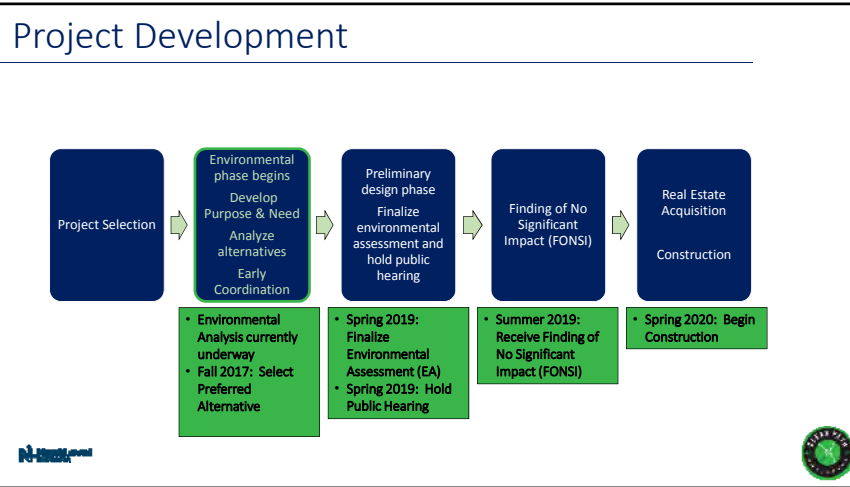 Project Development
Project Selection
Environmental
phase begins
Develop
Purpose & Need
Analyze
alternatives
Early
Coordination
Preliminary
design phase
Finalize
environmental
assessment and
hold public
hearing
Finding of No
Significant
Impact (FONSI)
Real Estate
Acquisition
Construction
• Environmental
Analysis currently
underway
• Fall 2017: Select
Preferred
Alternative
• Spring 2019:
Finalize
Environmental
Assessment (EA)
• Spring 2019: Hold
Public Hearing
• Summer 2019:
Receive Finding of
No Significant
Impact (FONSI)
• Spring 2020: Begin
Construction